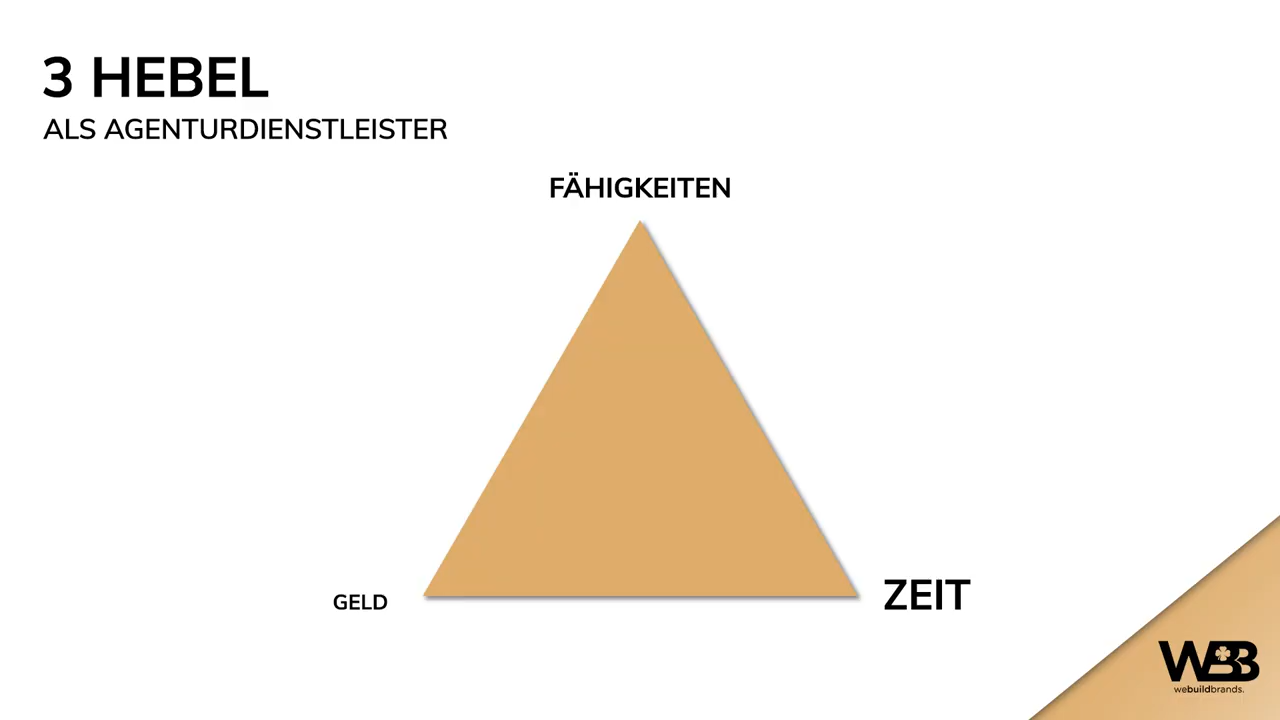 3 HEBEL
ALS AGENTURDIENSTLEISTER
FÄHIGKEITEN
GELD
ZEIT
WBB
webuildbrands.